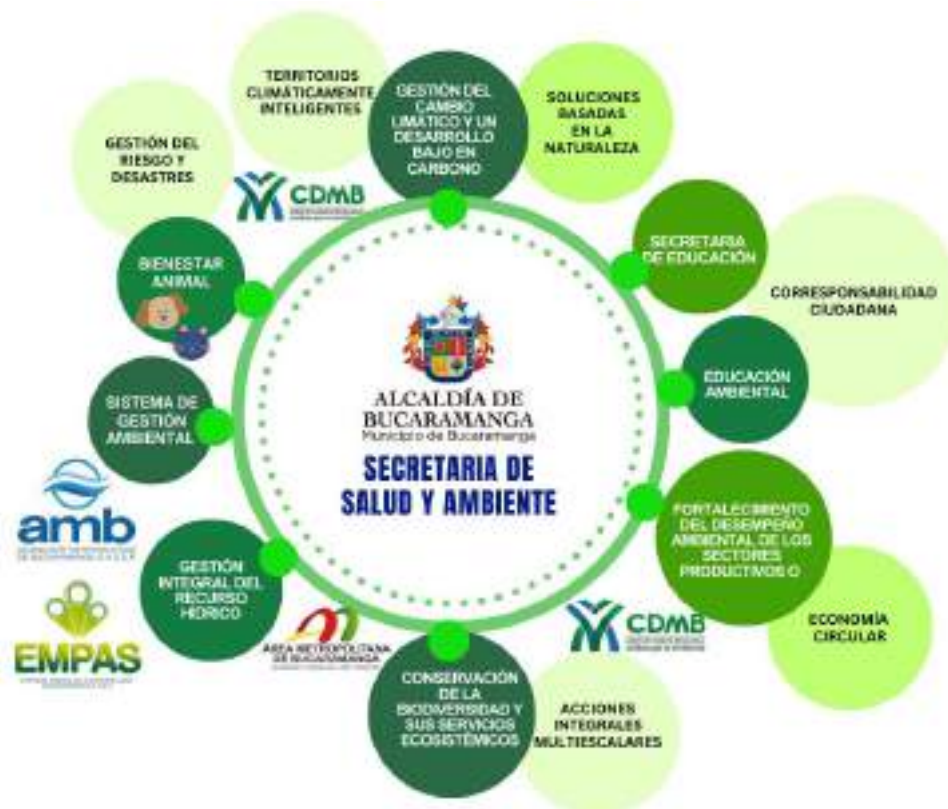 TERRITORIOS
CLIMÁTICAMENTE
INTELIGENTES
GESTIÓN DEL
CAMBIO
LIMÁTICO Y UN
DESARROLLO
BAJO EN
CARBONO
SOLUCIONES
BASADAS
EN LA
NATURALEZA
GESTIÓN DEL
RIESGO Y
DESASTRES
CDMB
SECRETARIA
DE EDUCACIÓN
BIENESTAR
ANIMAL
CORRESPONSABILIDAD
CIUDADANA
EDUCACIÓN
AMBIENTAL
SISTEMA DE
GESTIÓN
AMBIENTAL
ALCALDÍA DE
BUCARAMANGA
Municipio de Bucaramanga
SECRETARIA DE
SALUD Y AMBIENTE
amb
FORTALECIMIENTO
DEL DESEMPEÑO
AMBIENTAL DE LOS
SECTORES
PRODUCTIVOS O
GESTIÓN
INTEGRAL DEL
RECURSO
HÍDRICO
EMPAS
ÁREA METROPOLITANA
DE BUCARAMANGA
CDMB
ECONOMÍA
CIRCULAR
CONSERVACIÓN
DE LA
BIODIVERSIDAD Y
SUS SERVICIOS
ECOSISTÉMICOS
ACCIONES
INTEGRALES
MULTIESCALARES